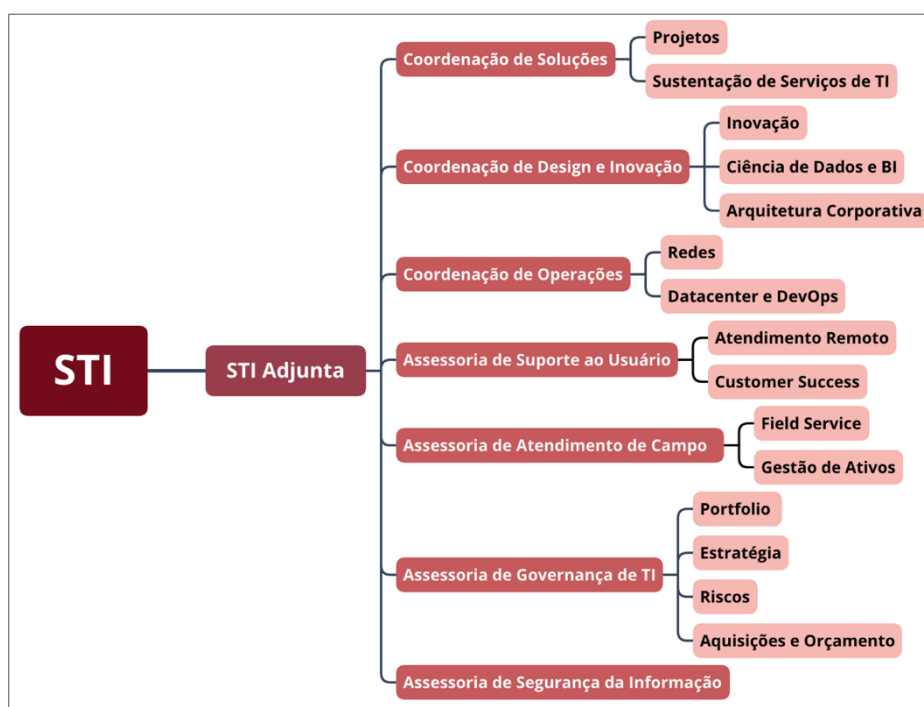 STI
STI Adjunta
Coordenação de Soluções
Projetos
Sustentação de Serviços de TI
Coordenação de Design e Inovação
Inovação
Ciência de Dados e BI
Arquitetura Corporativa
Coordenação de Operações
Redes
Datacenter e DevOps
Assessoria de Suporte ao Usuário
Atendimento Remoto
Customer Success
Assessoria de Atendimento de Campo
Field Service
Gestão de Ativos
Assessoria de Governança de TI
Portfolio
Estratégia
Riscos
Aquisições e Orçamento
Assessoria de Segurança da Informação